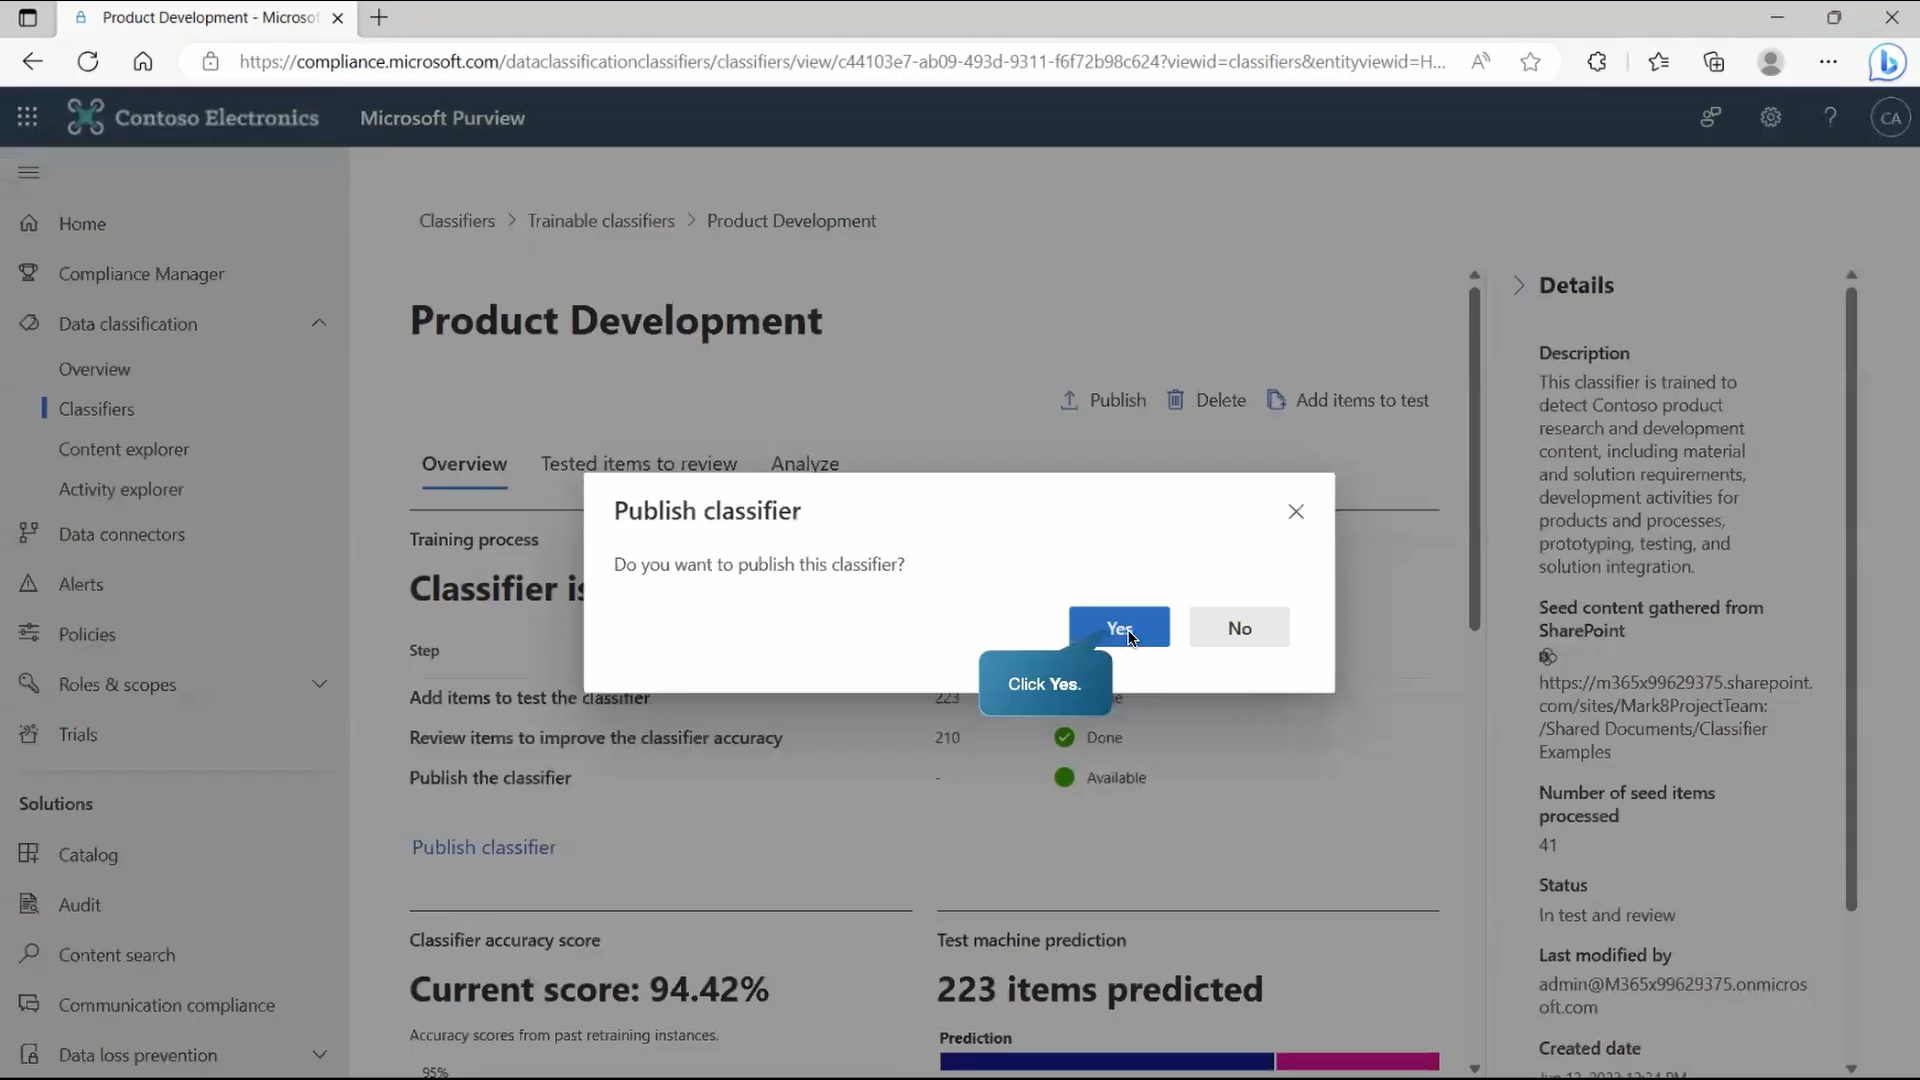 Product Development - Microso
https://compliance.microsoft.com/dataclassificationclassifiers/classifiers/view/c44103e7-ab09-493d-9311-f6f72b98c624?viewid=classifiers&entityviewid=H...
Contoso Electronics
Microsoft Purview
CA
Home
Compliance Manager
Data classification
Overview
Classifiers
Content explorer
Activity explorer
Data connectors
Alerts
Policies
Roles & scopes
Trials
Solutions
Catalog
Audit
Content search
Communication compliance
Data loss prevention
Classifiers > Trainable classifiers > Product Development
Product Development
Publish
Delete
Add items to test
Overview
Tested items to review
Analyze
Training process
Classifier is
Publish classifier
Do you want to publish this classifier?
Yes
No
Click Yes.
Step
Add items to test the classifier 223
Review items to improve the classifier accuracy 210 Done
Publish the classifier - Available
Publish classifier
Classifier accuracy score
Current score: 94.42%
Accuracy scores from past retraining instances.
95%
Test machine prediction
223 items predicted
Prediction
Details
Description
This classifier is trained to
detect Contoso product
research and development
content, including material
and solution requirements,
development activities for
products and processes,
prototyping, testing, and
solution integration.
Seed content gathered from
SharePoint
https://m365x99629375.sharepoint.
com/sites/Mark8ProjectTeam:
/Shared Documents/Classifier
Examples
Number of seed items
processed
41
Status
In test and review
Last modified by
admin@M365x99629375.onmicros
oft.com
Created date